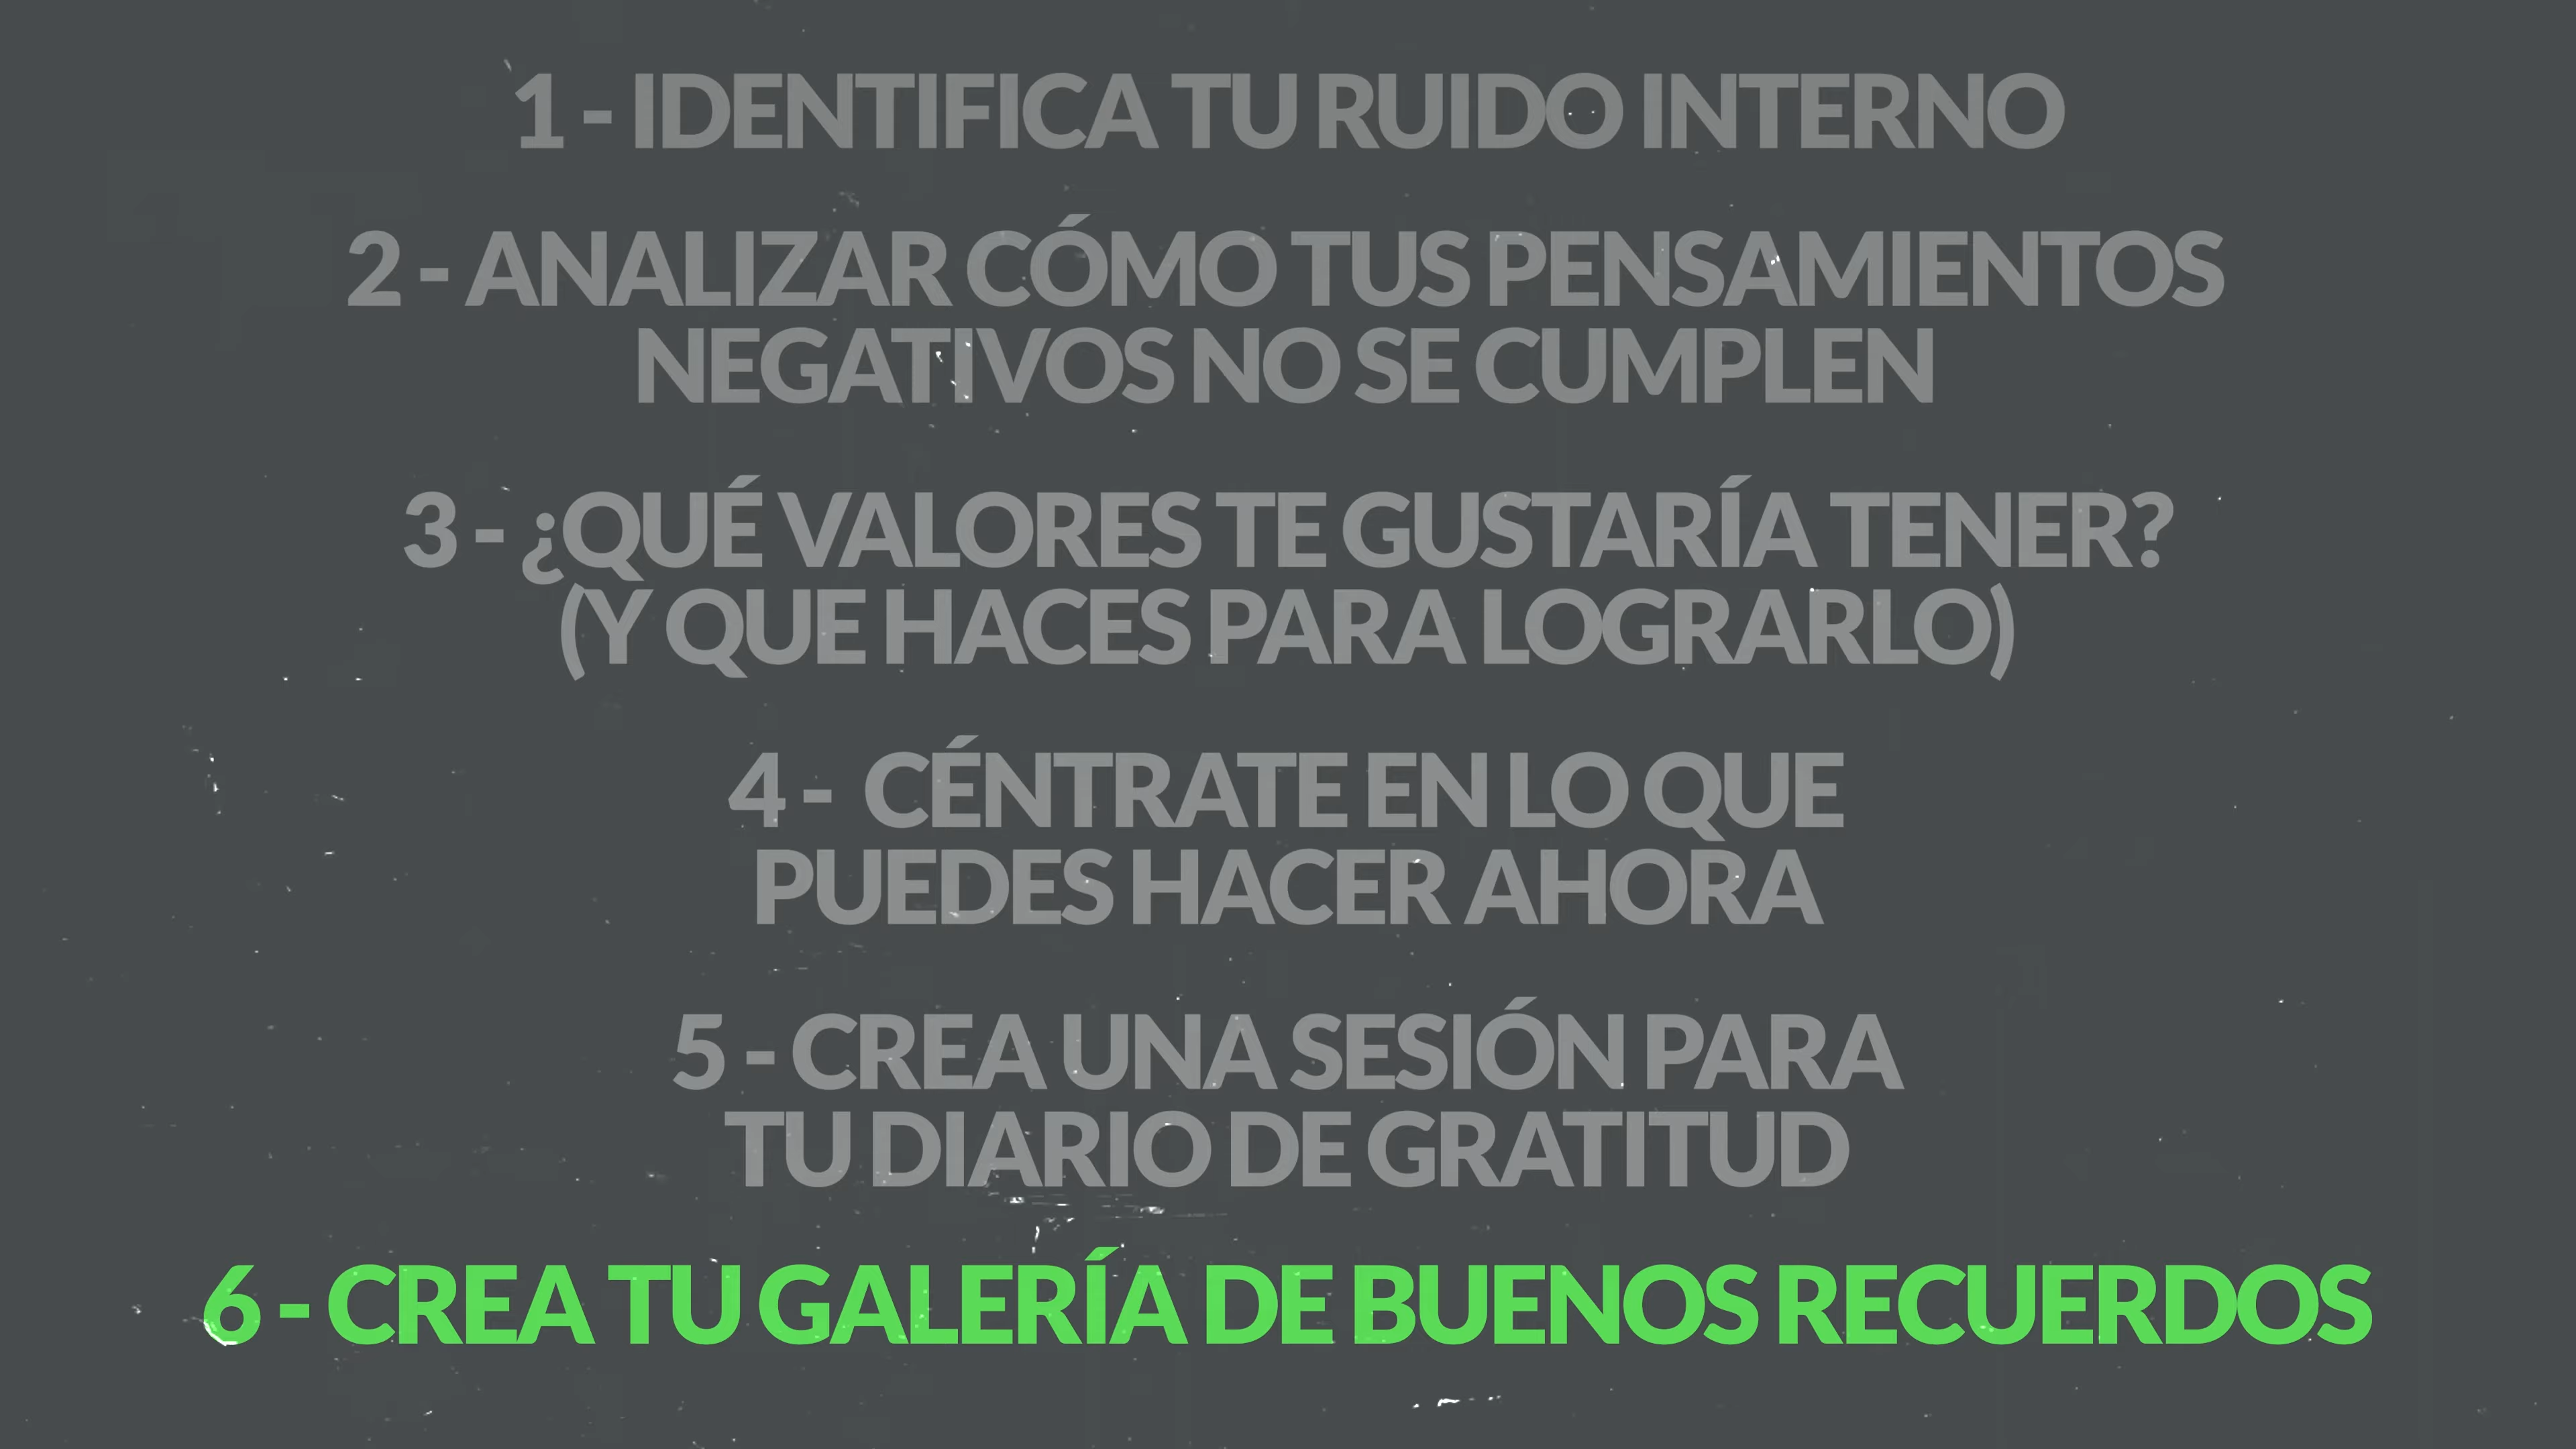 1 - IDENTIFICA TU RUIDO INTERNO
2 - ANALIZAR CÓMO TUS PENSAMIENTOS
NEGATIVOS NO SE CUMPLEN
3 - ¿QUÉ VALORES TE GUSTARÍA TENER?
(Y QUE HACES PARA LOGRARLO)
4 - CÉNTRATE EN LO QUE
PUEDES HACER AHORA
5 - CREA UNA SESIÓN PARA
TU DIARIO DE GRATITUD
6 - CREA TU GALERÍA DE BUENOS RECUERDOS